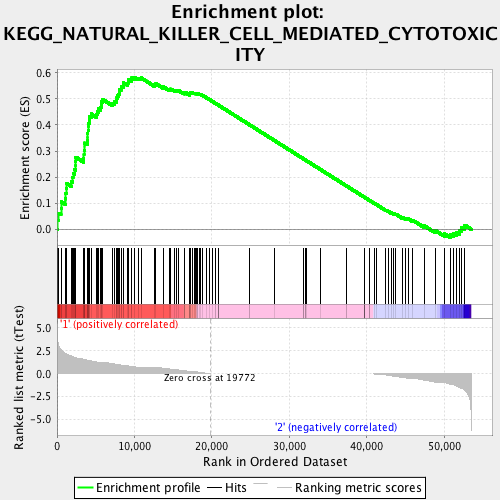 Enrichment plot:
KEGG_NATURAL_KILLER_CELL_MEDIATED_CYTOTOXIC
ITY
Enrichment score (ES)
0.6
0.5
0.4
0.3
0.2
0.1
0.0
'1' (positively correlated)
Ranked list metric (tTest)
5.0
2.5
0.0
-2.5
-5.0
Zero cross at 19772
'2' (negatively correlated)
0
10,000
20,000
30,000
40,000
50,000
Rank in Ordered Dataset
Enrichment profile
Hits
Ranking metric scores